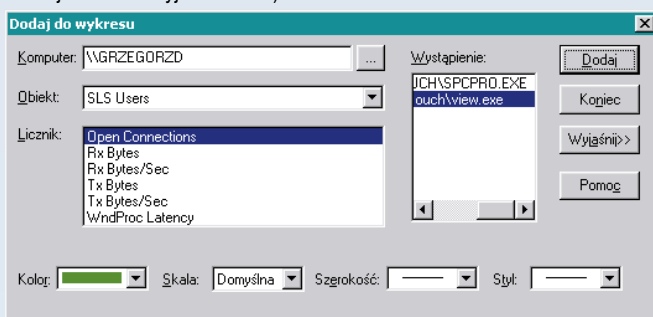 Dodaj do wykresu
Komputer: \\GRZEGORZD ... Wystąpienie: Dodaj
Obiekt: SLS Users
Licznik: Open Connections
Rx Bytes
Rx Bytes/Sec
Tx Bytes
Tx Bytes/Sec
WndProc Latency
JCH\SPCPRO.EXE
ouch\view.exe
Koniec
Wyjaśnij>>
Pomoc
Kolor: Skala: Domyślna Szerokość: Styl: